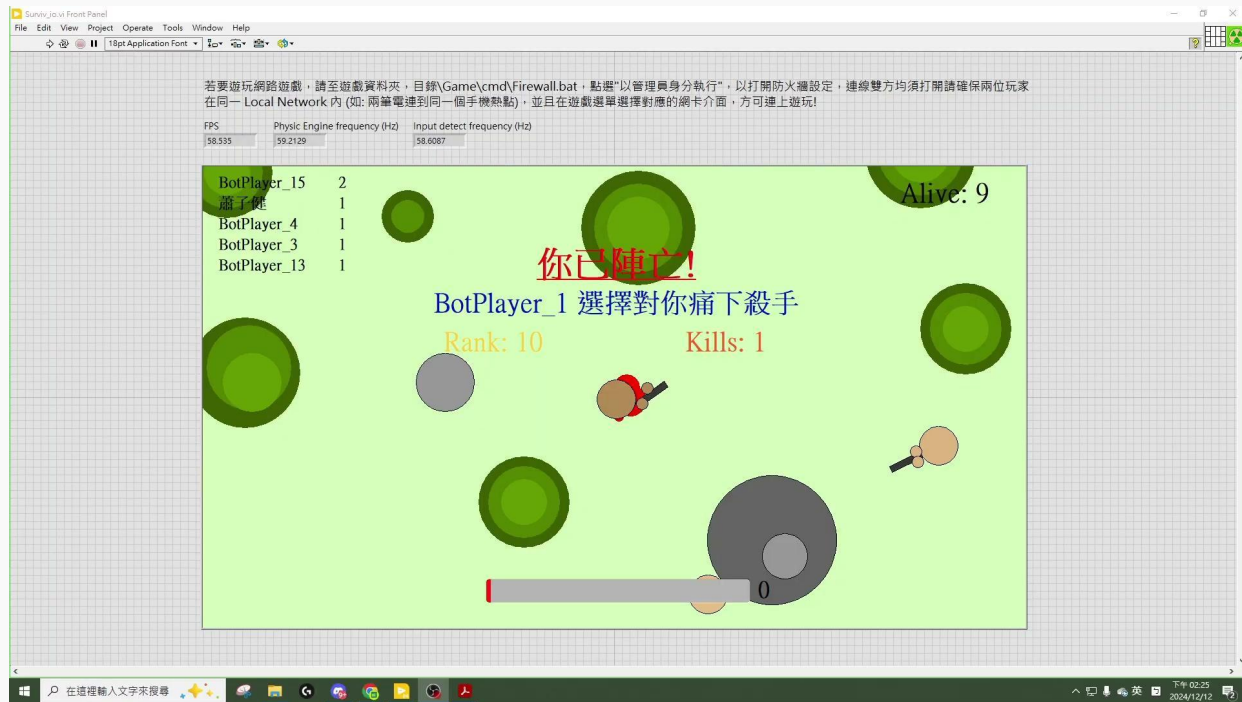 Surviv_io.vi Front Panel
File Edit View Project Operate Tools Window Help
18pt Application Font
若要遊玩網路遊戲，請至遊戲資料夾，目錄\Game\cmd\Firewall.bat，點選"以管理員身分執行"，以打開防火牆設定，連線雙方均須打開請確保兩位玩家
在同一 Local Network 內 (如: 兩筆電連到同一個手機熱點)，並且在遊戲選單選擇對應的網卡介面，方可連上遊玩!
FPS Physic Engine frequency (Hz) Input detect frequency (Hz)
58.535 59.2129 58.6087
BotPlayer_15 2
蕭子健 1
BotPlayer_4 1
BotPlayer_3 1
BotPlayer_13 1
Alive: 9
你已陣亡!
BotPlayer_1 選擇對你痛下殺手
Rank: 10 Kills: 1
0
在這裡輸入文字來搜尋
英
下午 02:25
2024/12/12
2